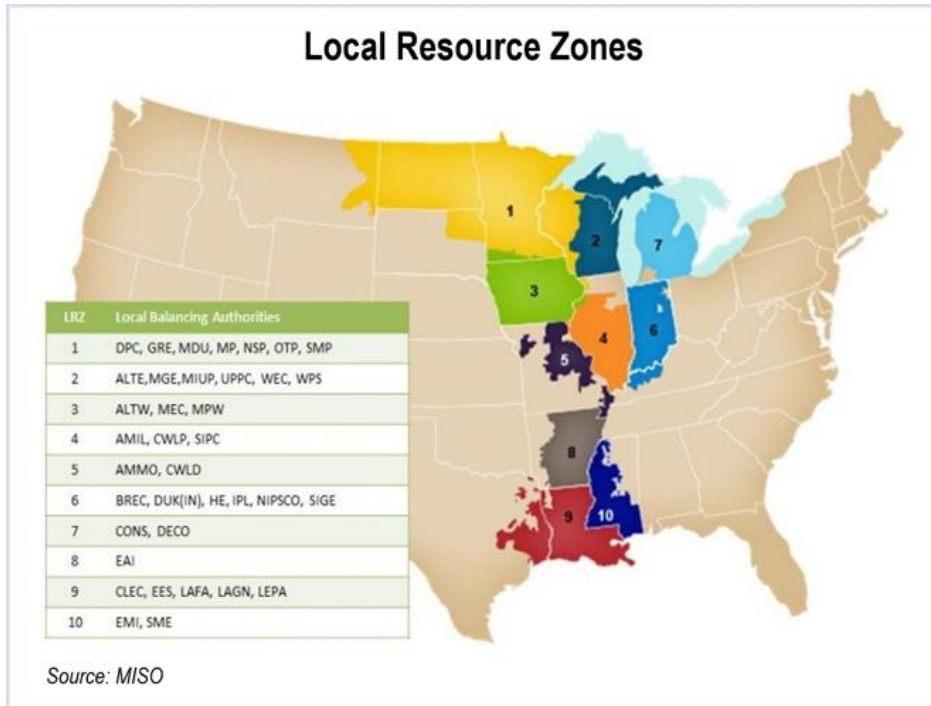 Local Resource Zones
1
2
7
3
4
6
5
8
9
10
LRZ Local Balancing Authorities
1 DPC, GRE, MDU, MP, NSP, OTP, SMP
2 ALTE,MGE,MIUP, UPPC, WEC, WPS
3 ALTW, MEC, MPW
4 AMIL, CWLP, SIPC
5 AMMO, CWLD
6 BREC, DUK(IN), HE, IPL, NIPSCO, SIGE
7 CONS, DECO
8 EAI
9 CLEC, EES, LAFA, LAGN, LEPA
10 EMI, SME
Source: MISO